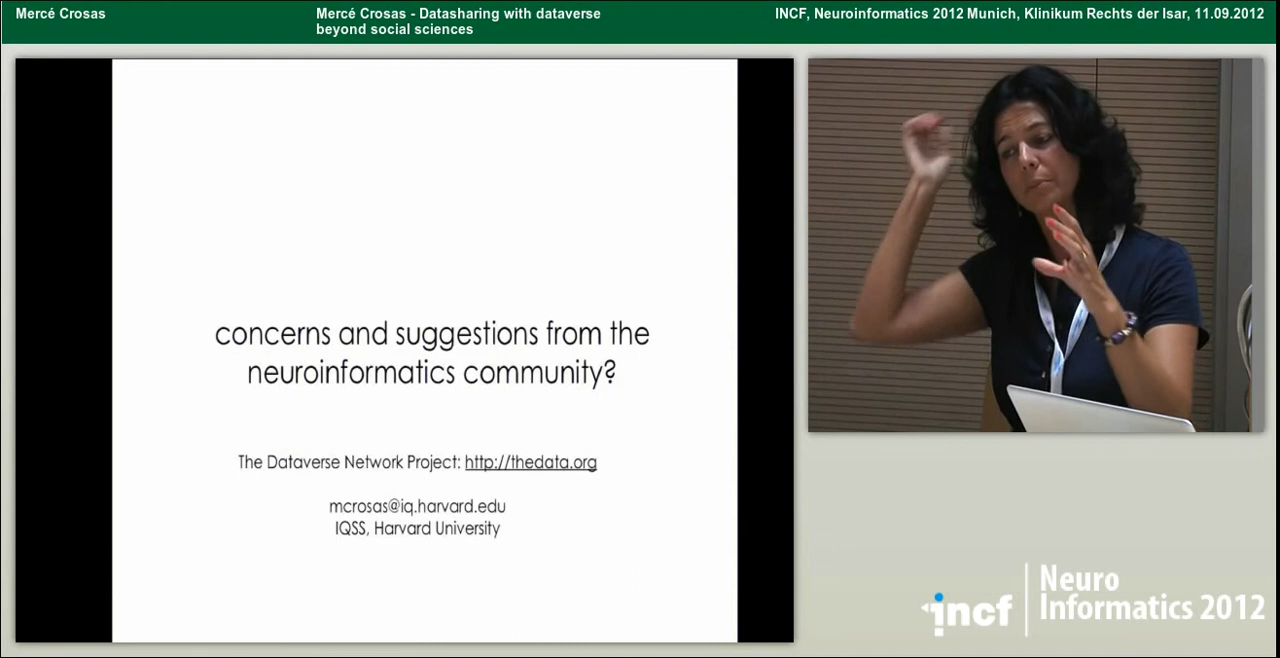 Mercé Crosas
Mercé Crosas - Datasharing with dataverse
beyond social sciences
INCF, Neuroinformatics 2012 Munich, Klinikum Rechts der Isar, 11.09.2012
concerns and suggestions from the
neuroinformatics community?
The Dataverse Network Project: http://thedata.org
mcrosas@iq.harvard.edu
IQSS, Harvard University
incf
Neuro
Informatics 2012